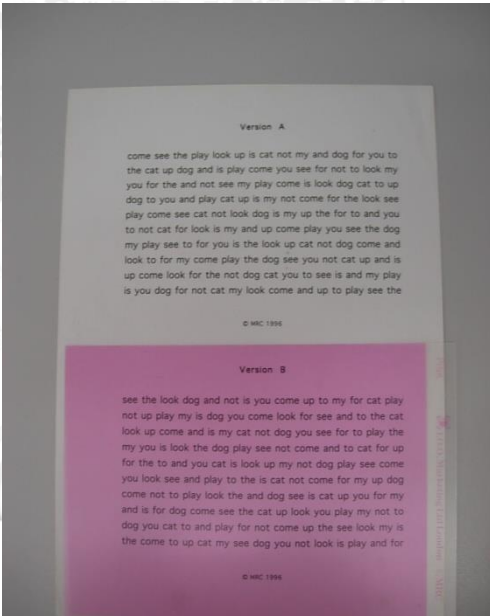 Version A
come see the play look up is cat not my and dog for you to
the cat up dog and is play come you see for not to look my
you for the and not see my play come is look dog cat to up
dog to you and play cat up is my not come for the look see
play come see cat not look dog is my up the for to and you
to not cat for look is my and up come play you see the dog
my play see to for you is the look up cat not dog come and
look to for my come play the dog see you not cat up and is
up come look for the not dog cat you to see is and my play
is you dog for not cat my look come and up to play see the
© WRC 1996
Version B
see the look dog and not is you come up to my for cat play
not up play my is dog you come look for see and to the cat
look up come and is my cat not dog you see for to play the
my you is look the dog play see not come and to cat for up
for the to and you cat is look up my not dog play see come
you look see and play to the is cat not come for my up dog
come not to play look the and dog see is cat up you for my
and is for dog come see the cat up look you play my not to
dog you cat to and play for not come up the see look my is
the come to up cat my see dog you not look is play and for
© WRC 1996